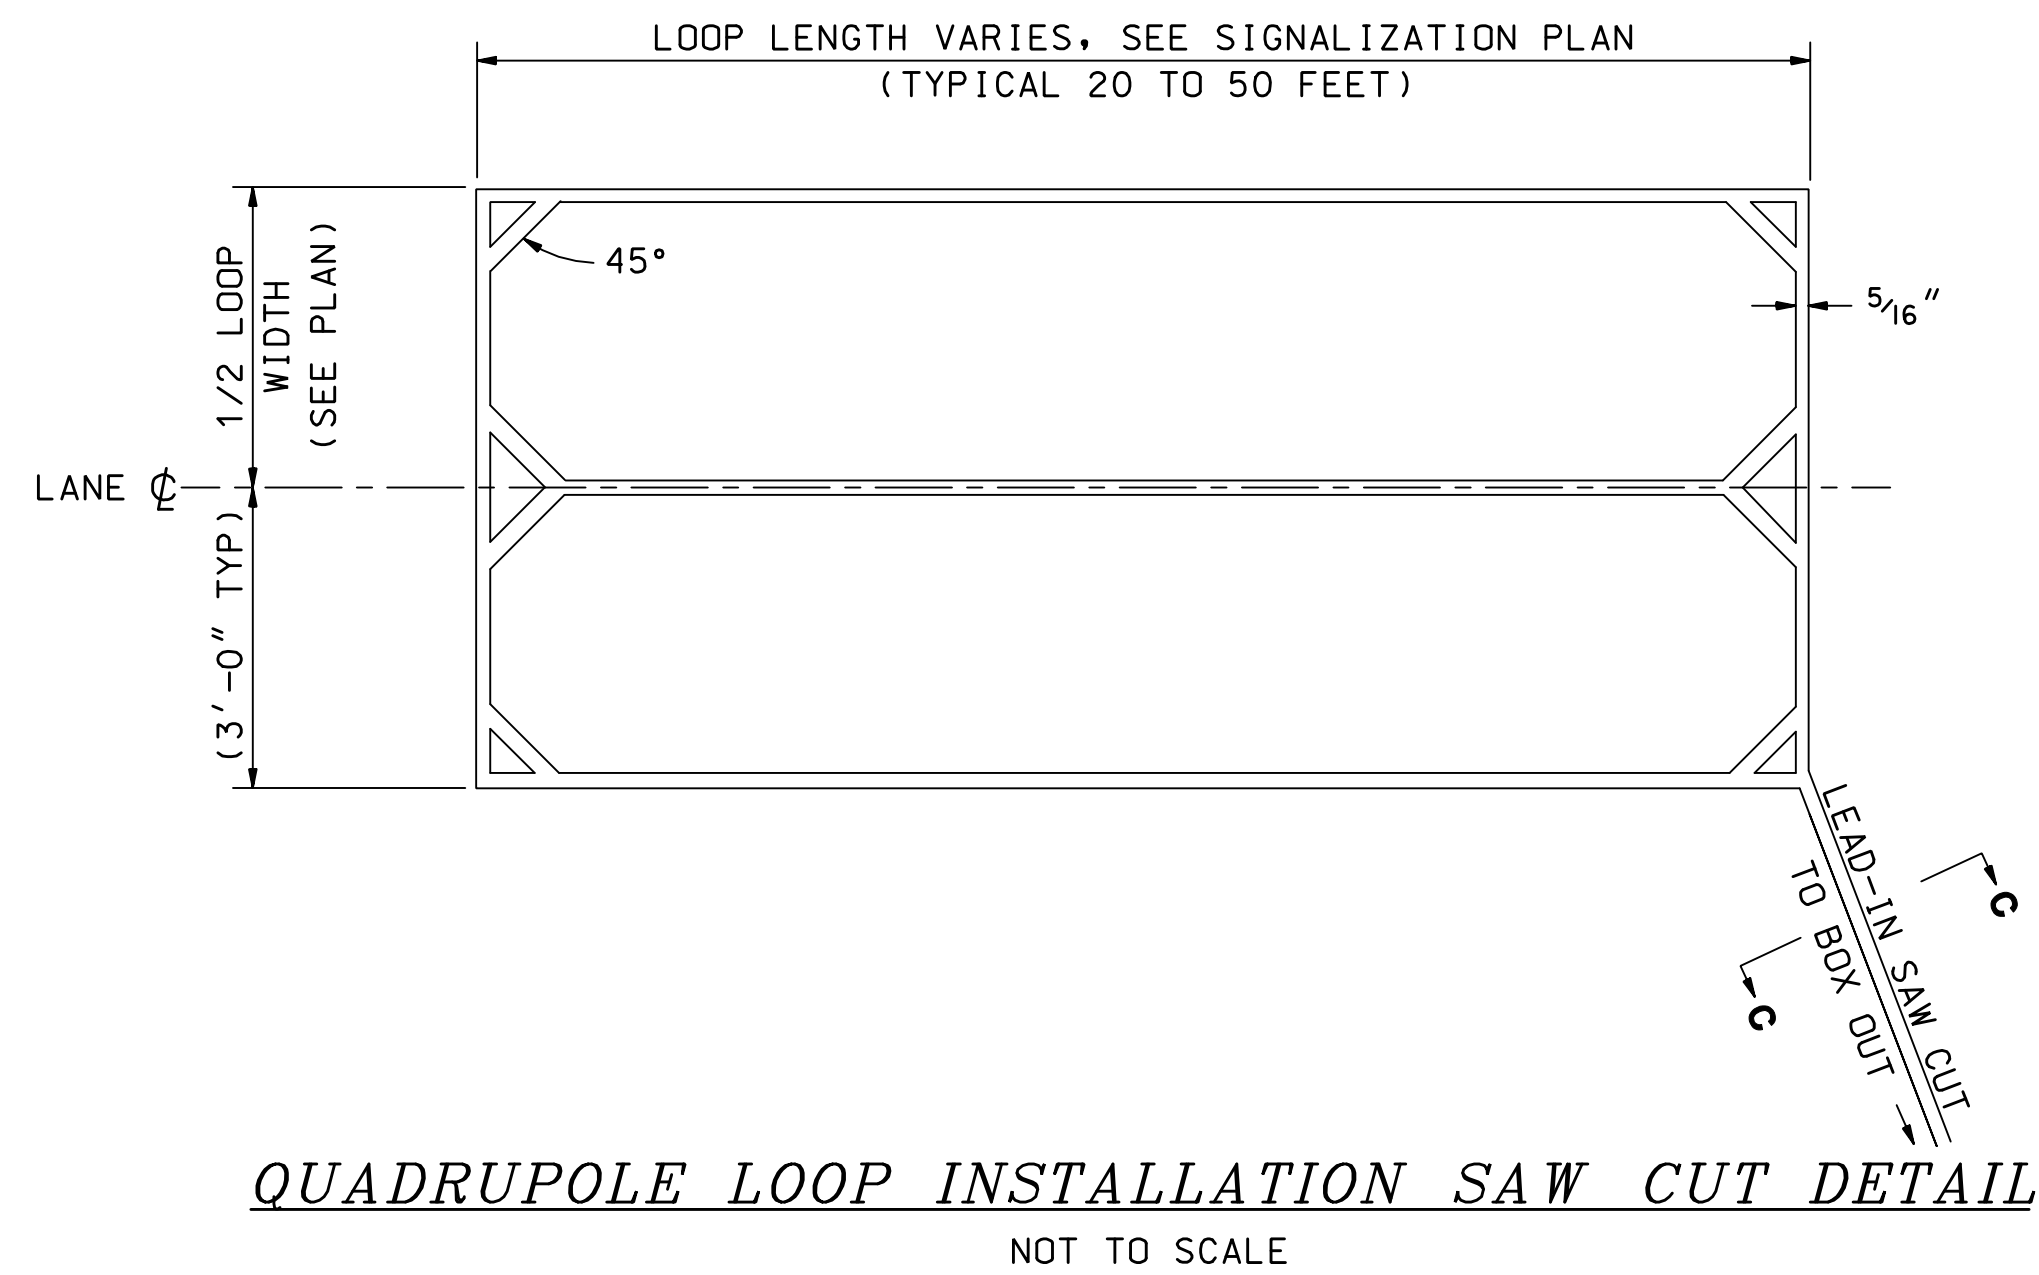 LOOP LENGTH VARIES, SEE SIGNALIZATION PLAN
(TYPICAL 20 TO 50 FEET)
45°
5/16"
1/2 LOOP
WIDTH
(SEE PLAN)
LANE ℄
(3'-0" TYP)
LEAD-IN SAW CUT
TO BOX OUT
C
C
QUADRUPOLE LOOP INSTALLATION SAW CUT DETAIL
NOT TO SCALE